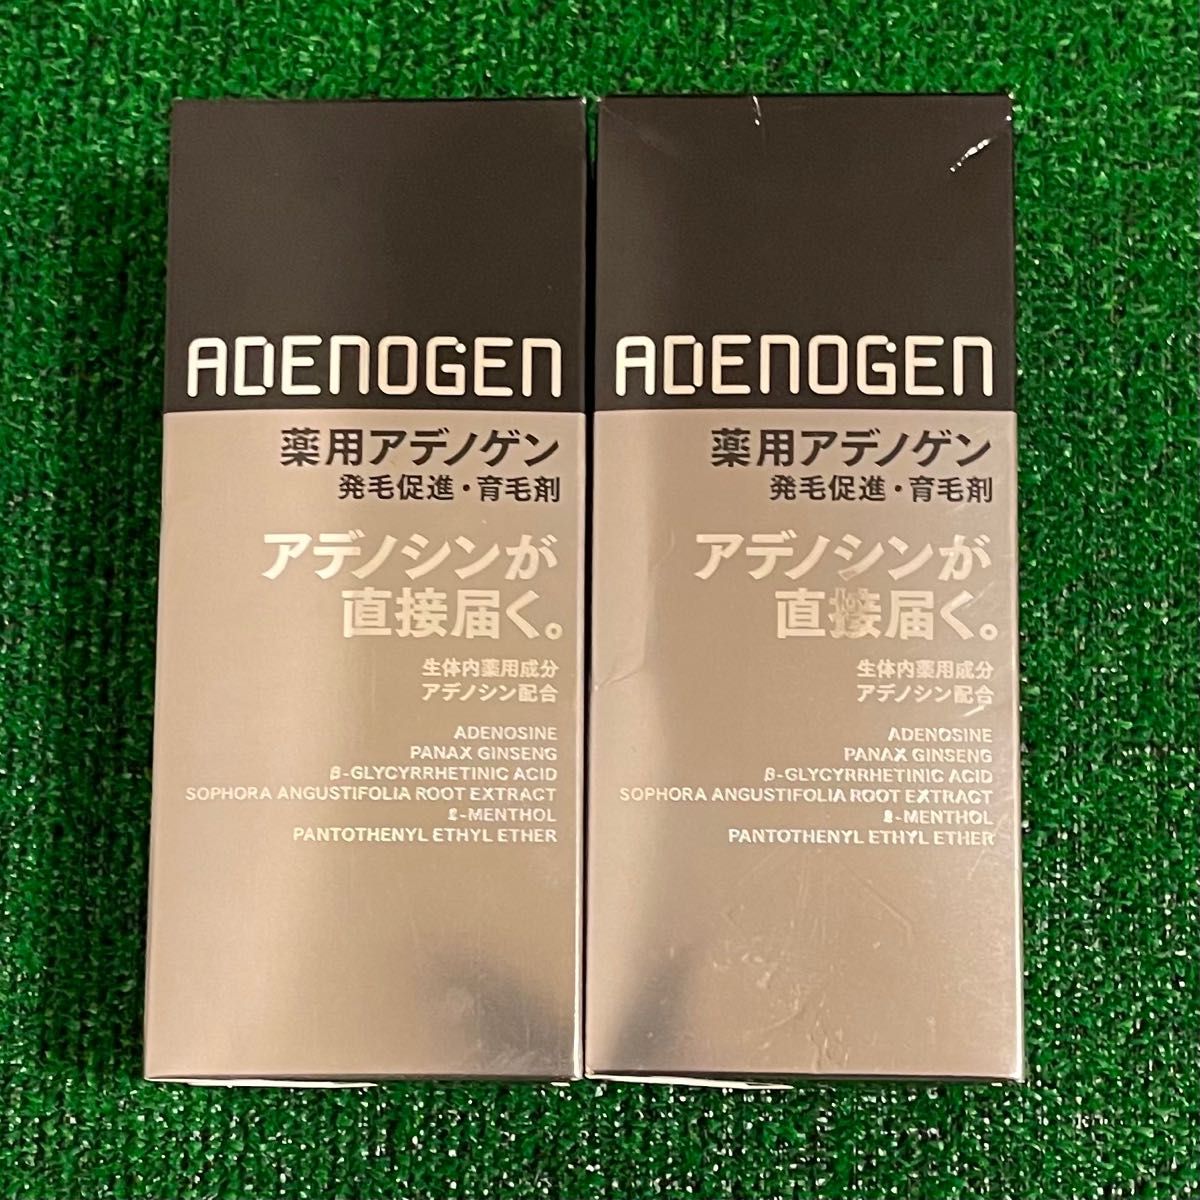 ADENOGEN
薬用アデノゲン
発毛促進・育毛剤
アデノシンが
直接届く。
生体内薬用成分
アデノシン配合
ADENOSINE
PANAX GINSENG
β-GLYCYRRHETINIC ACID
SOPHORA ANGUSTIFOLIA ROOT EXTRACT
ℓ-MENTHOL
PANTOTHENYL ETHYL ETHER
ADENOGEN
薬用アデノゲン
発毛促進・育毛剤
アデノシンが
直接届く。
生体内薬用成分
アデノシン配合
ADENOSINE
PANAX GINSENG
β-GLYCYRRHETINIC ACID
SOPHORA ANGUSTIFOLIA ROOT EXTRACT
ℓ-MENTHOL
PANTOTHENYL ETHYL ETHER